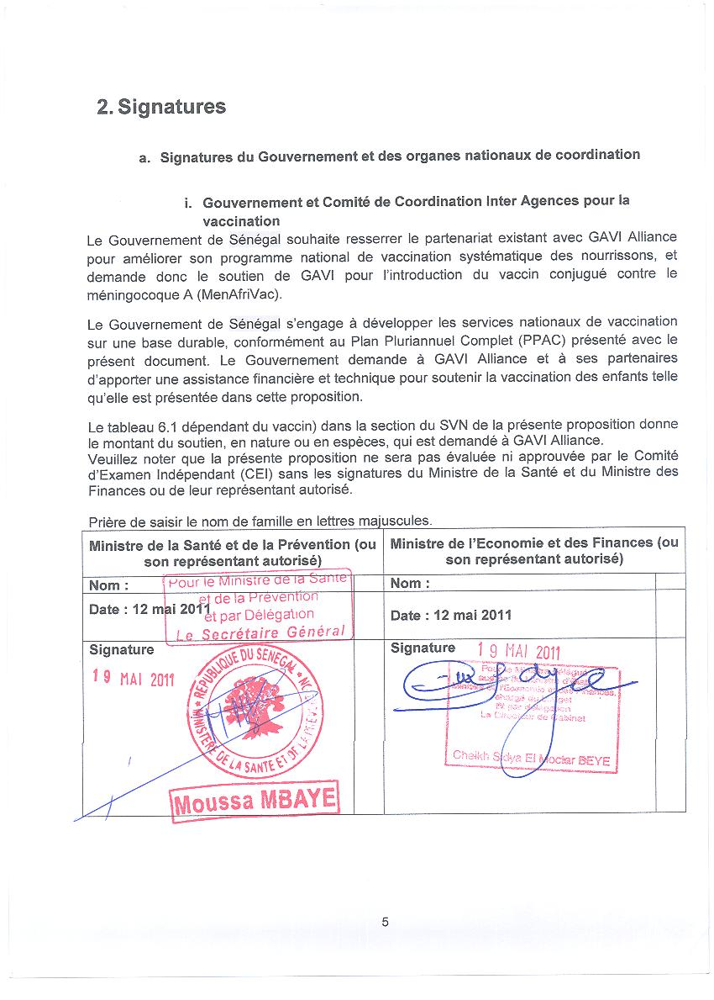 2. Signatures
a. Signatures du Gouvernement et des organes nationaux de coordination
i. Gouvernement et Comité de Coordination Inter Agences pour la
vaccination
Le Gouvernement de Sénégal souhaite resserrer le partenariat existant avec GAVI Alliance
pour améliorer son programme national de vaccination systématique des nourrissons, et
demande donc le soutien de GAVI pour l'introduction du vaccin conjugué contre le
méningocoque A (MenAfriVac).
Le Gouvernement de Sénégal s'engage à développer les services nationaux de vaccination
sur une base durable, conformément au Plan Pluriannuel Complet (PPAC) présenté avec le
présent document. Le Gouvernement demande à GAVI Alliance et à ses partenaires
d'apporter une assistance financière et technique pour soutenir la vaccination des enfants telle
qu'elle est présentée dans cette proposition.
Le tableau 6.1 dépendant du vaccin) dans la section du SVN de la présente proposition donne
le montant du soutien, en nature ou en espèces, qui est demandé à GAVI Alliance.
Veuillez noter que la présente proposition ne sera pas évaluée ni approuvée par le Comité
d'Examen Indépendant (CEI) sans les signatures du Ministre de la Santé et du Ministre des
Finances ou de leur représentant autorisé.
Prière de saisir le nom de famille en lettres majuscules.
Ministre de la Santé et de la Prévention (ou
son représentant autorisé)
Nom :
Pour le Ministre de la Santé
et de la Prévention
et par Délégation
Le Secrétaire Général
Date : 12 mai 2011
Signature
19 MAI 2011
REPUBLIQUE DU SENEGAL
MINISTERE DE LA SANTE ET DE LA PREVE
Moussa MBAYE
Ministre de l'Economie et des Finances (ou
son représentant autorisé)
Nom :
Date : 12 mai 2011
Signature
19 MAI 2011
Pour le Ministre délégué
Ministre de l'Economie et des Finances,
chargé du Budget
et par délégation
Le Directeur de Cabinet
Cheikh Sidya El Moctar BEYE
5